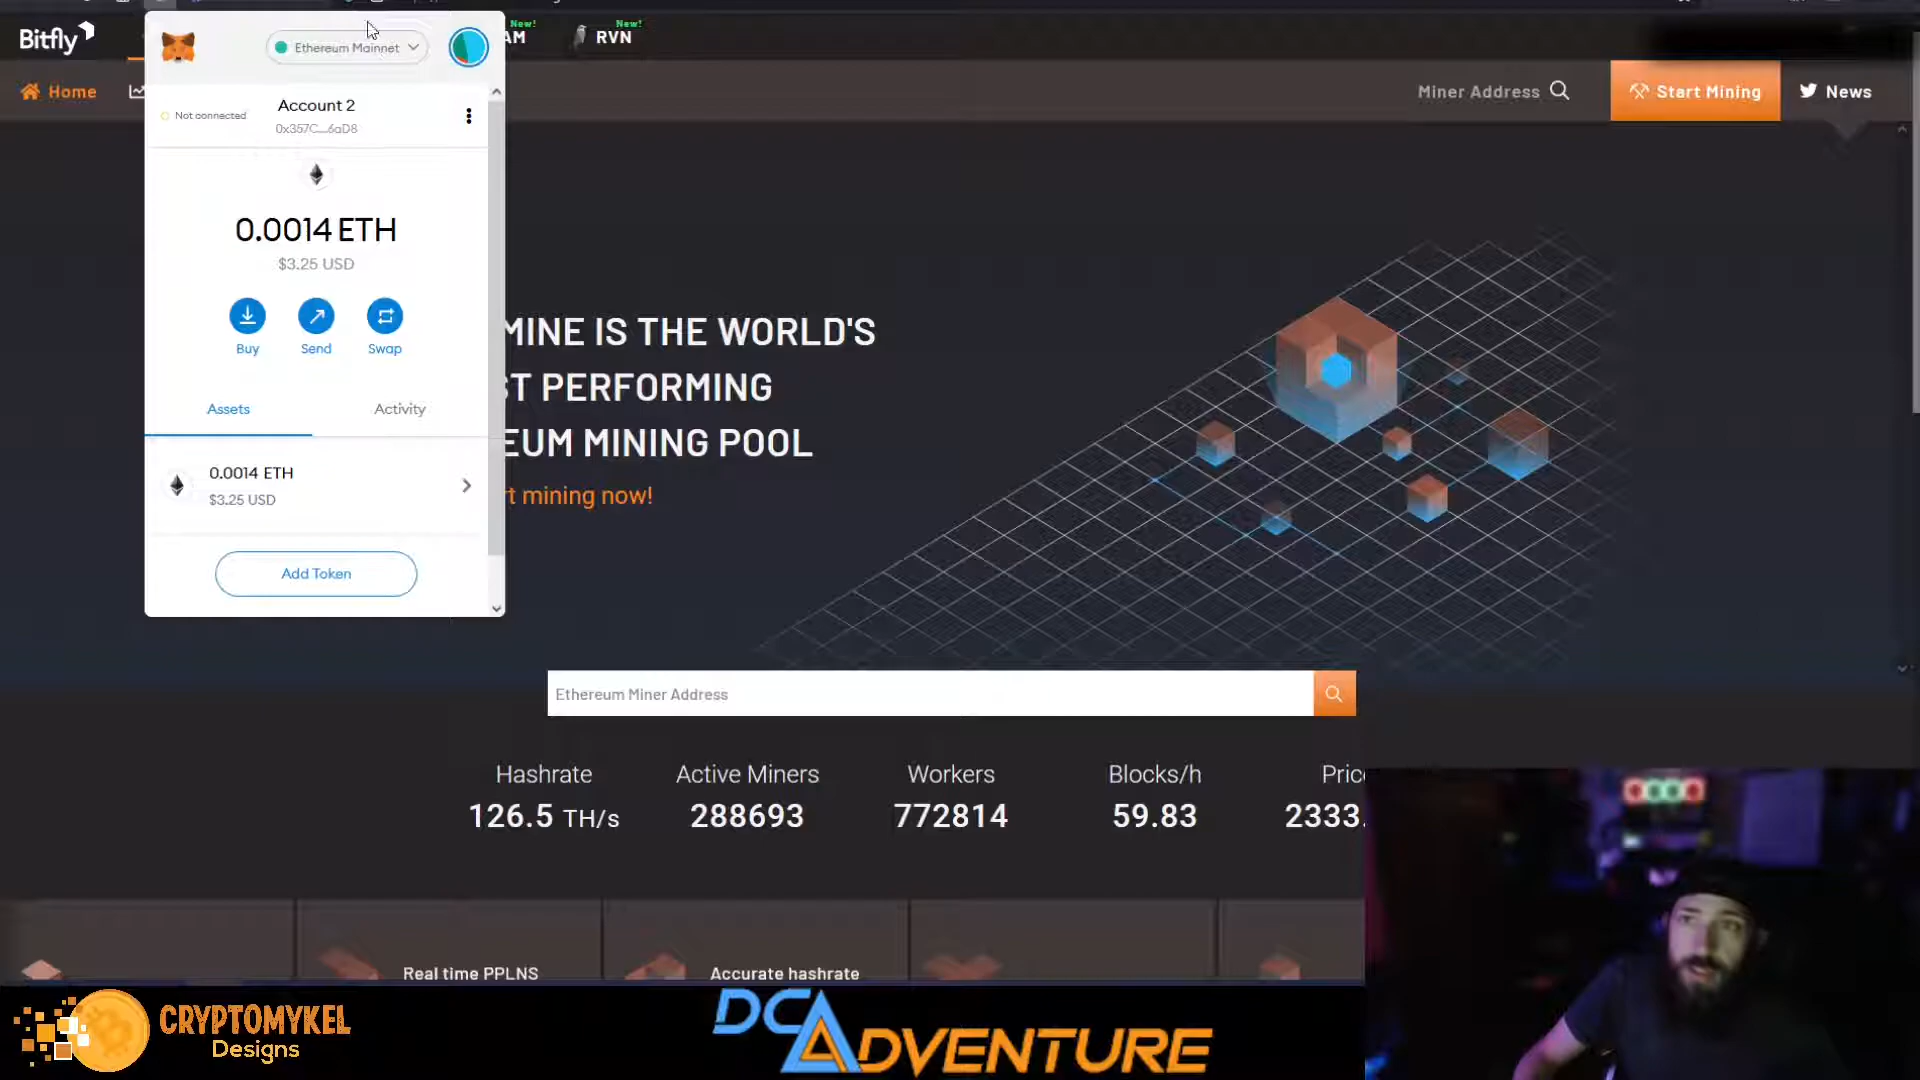 Bitfly
New!
AM
New!
RVN
Home
Miner Address
Start Mining
News
Ethereum Mainnet
Not connected
Account 2
0x357C...6aD8
0.0014 ETH
$3.25 USD
Buy
Send
Swap
Assets
Activity
0.0014 ETH
$3.25 USD
Add Token
MINE IS THE WORLD'S
ST PERFORMING
EUM MINING POOL
t mining now!
Ethereum Miner Address
Hashrate
126.5 TH/s
Active Miners
288693
Workers
772814
Blocks/h
59.83
Pric
2333.
Real time PPLNS
Accurate hashrate
CRYPTOMYKEL
Designs
DCADVENTURE